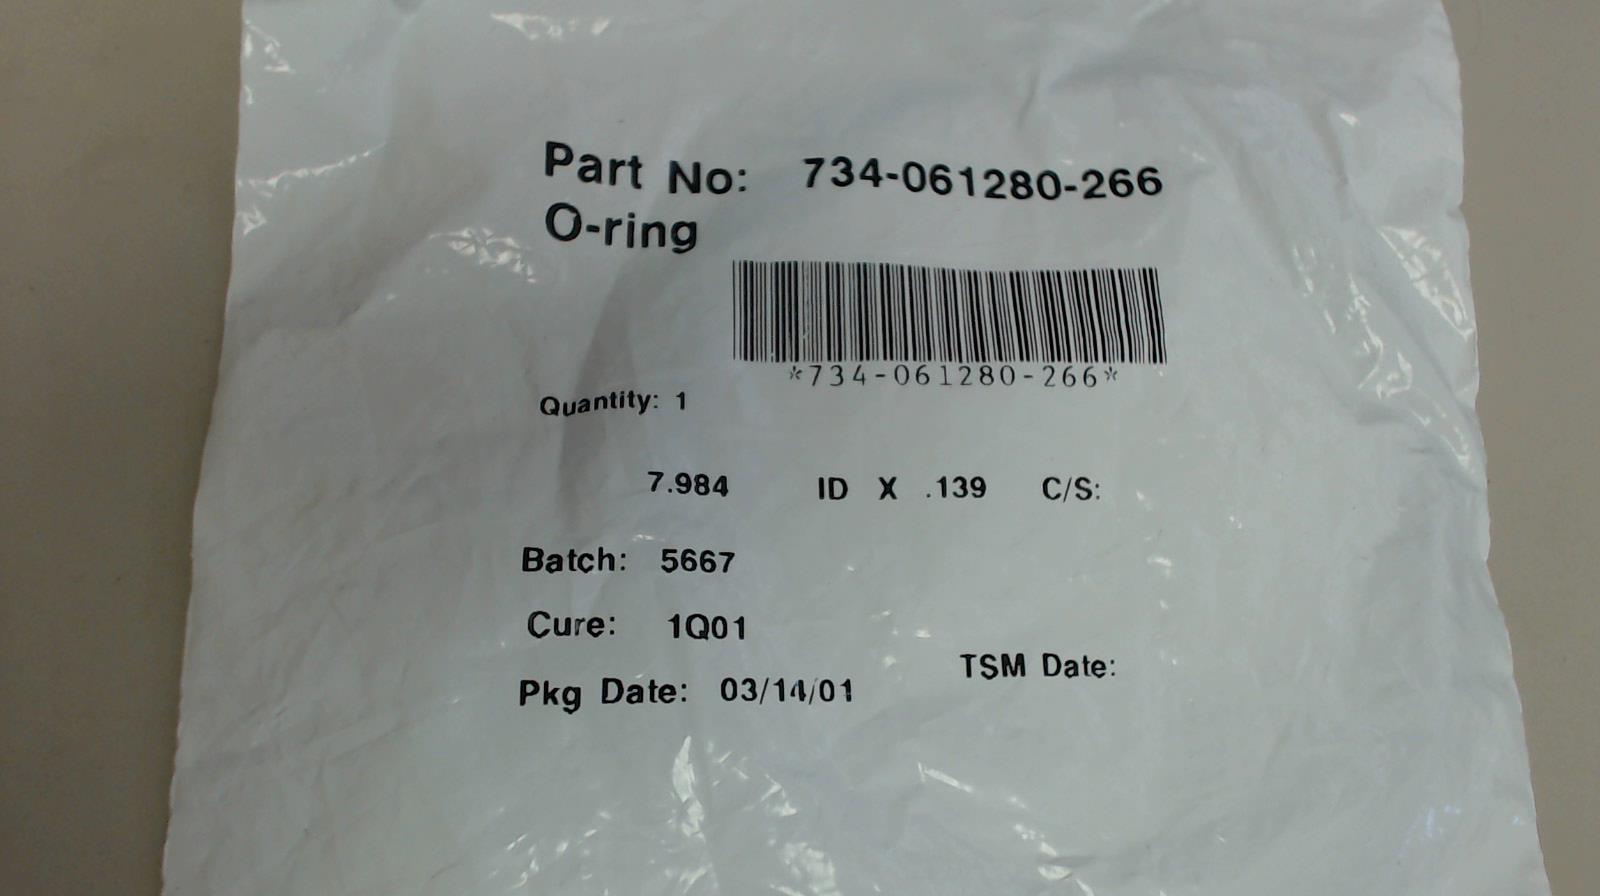 Part No: 734-061280-266
O-ring
*734-061280-266*
Quantity: 1
7.984 ID X .139 C/S:
Batch: 5667
Cure: 1Q01
TSM Date:
Pkg Date: 03/14/01